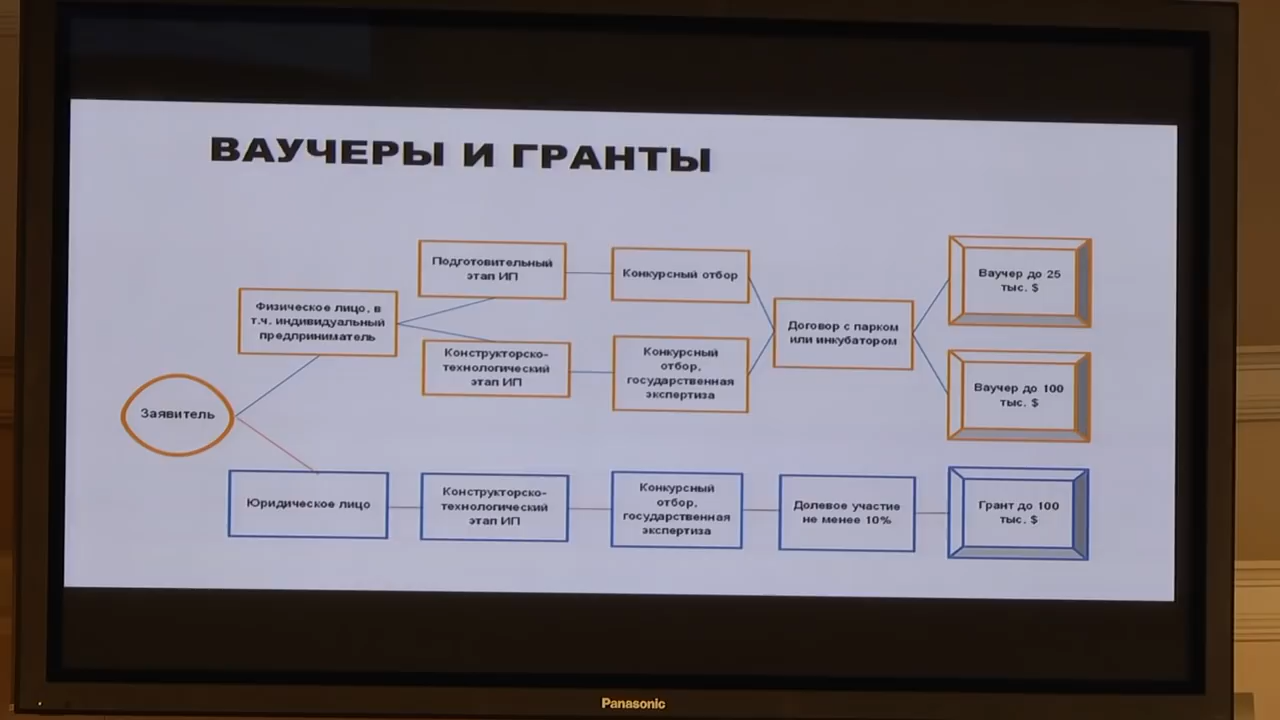 ВАУЧЕРЫ И ГРАНТЫ
Подготовительный
этап ИП
Конкурсный отбор
Ваучер до 25
тыс. $
Физическое лицо, в
т.ч. индивидуальный
предприниматель
Договор с парком
или инкубатором
Конструкторско-
технологический
этап ИП
Конкурсный
отбор,
государственная
экспертиза
Ваучер до 100
тыс. $
Заявитель
Юридическое лицо
Конструкторско-
технологический
этап ИП
Конкурсный
отбор,
государственная
экспертиза
Долевое участие
не менее 10%
Грант до 100
тыс. $
Panasonic